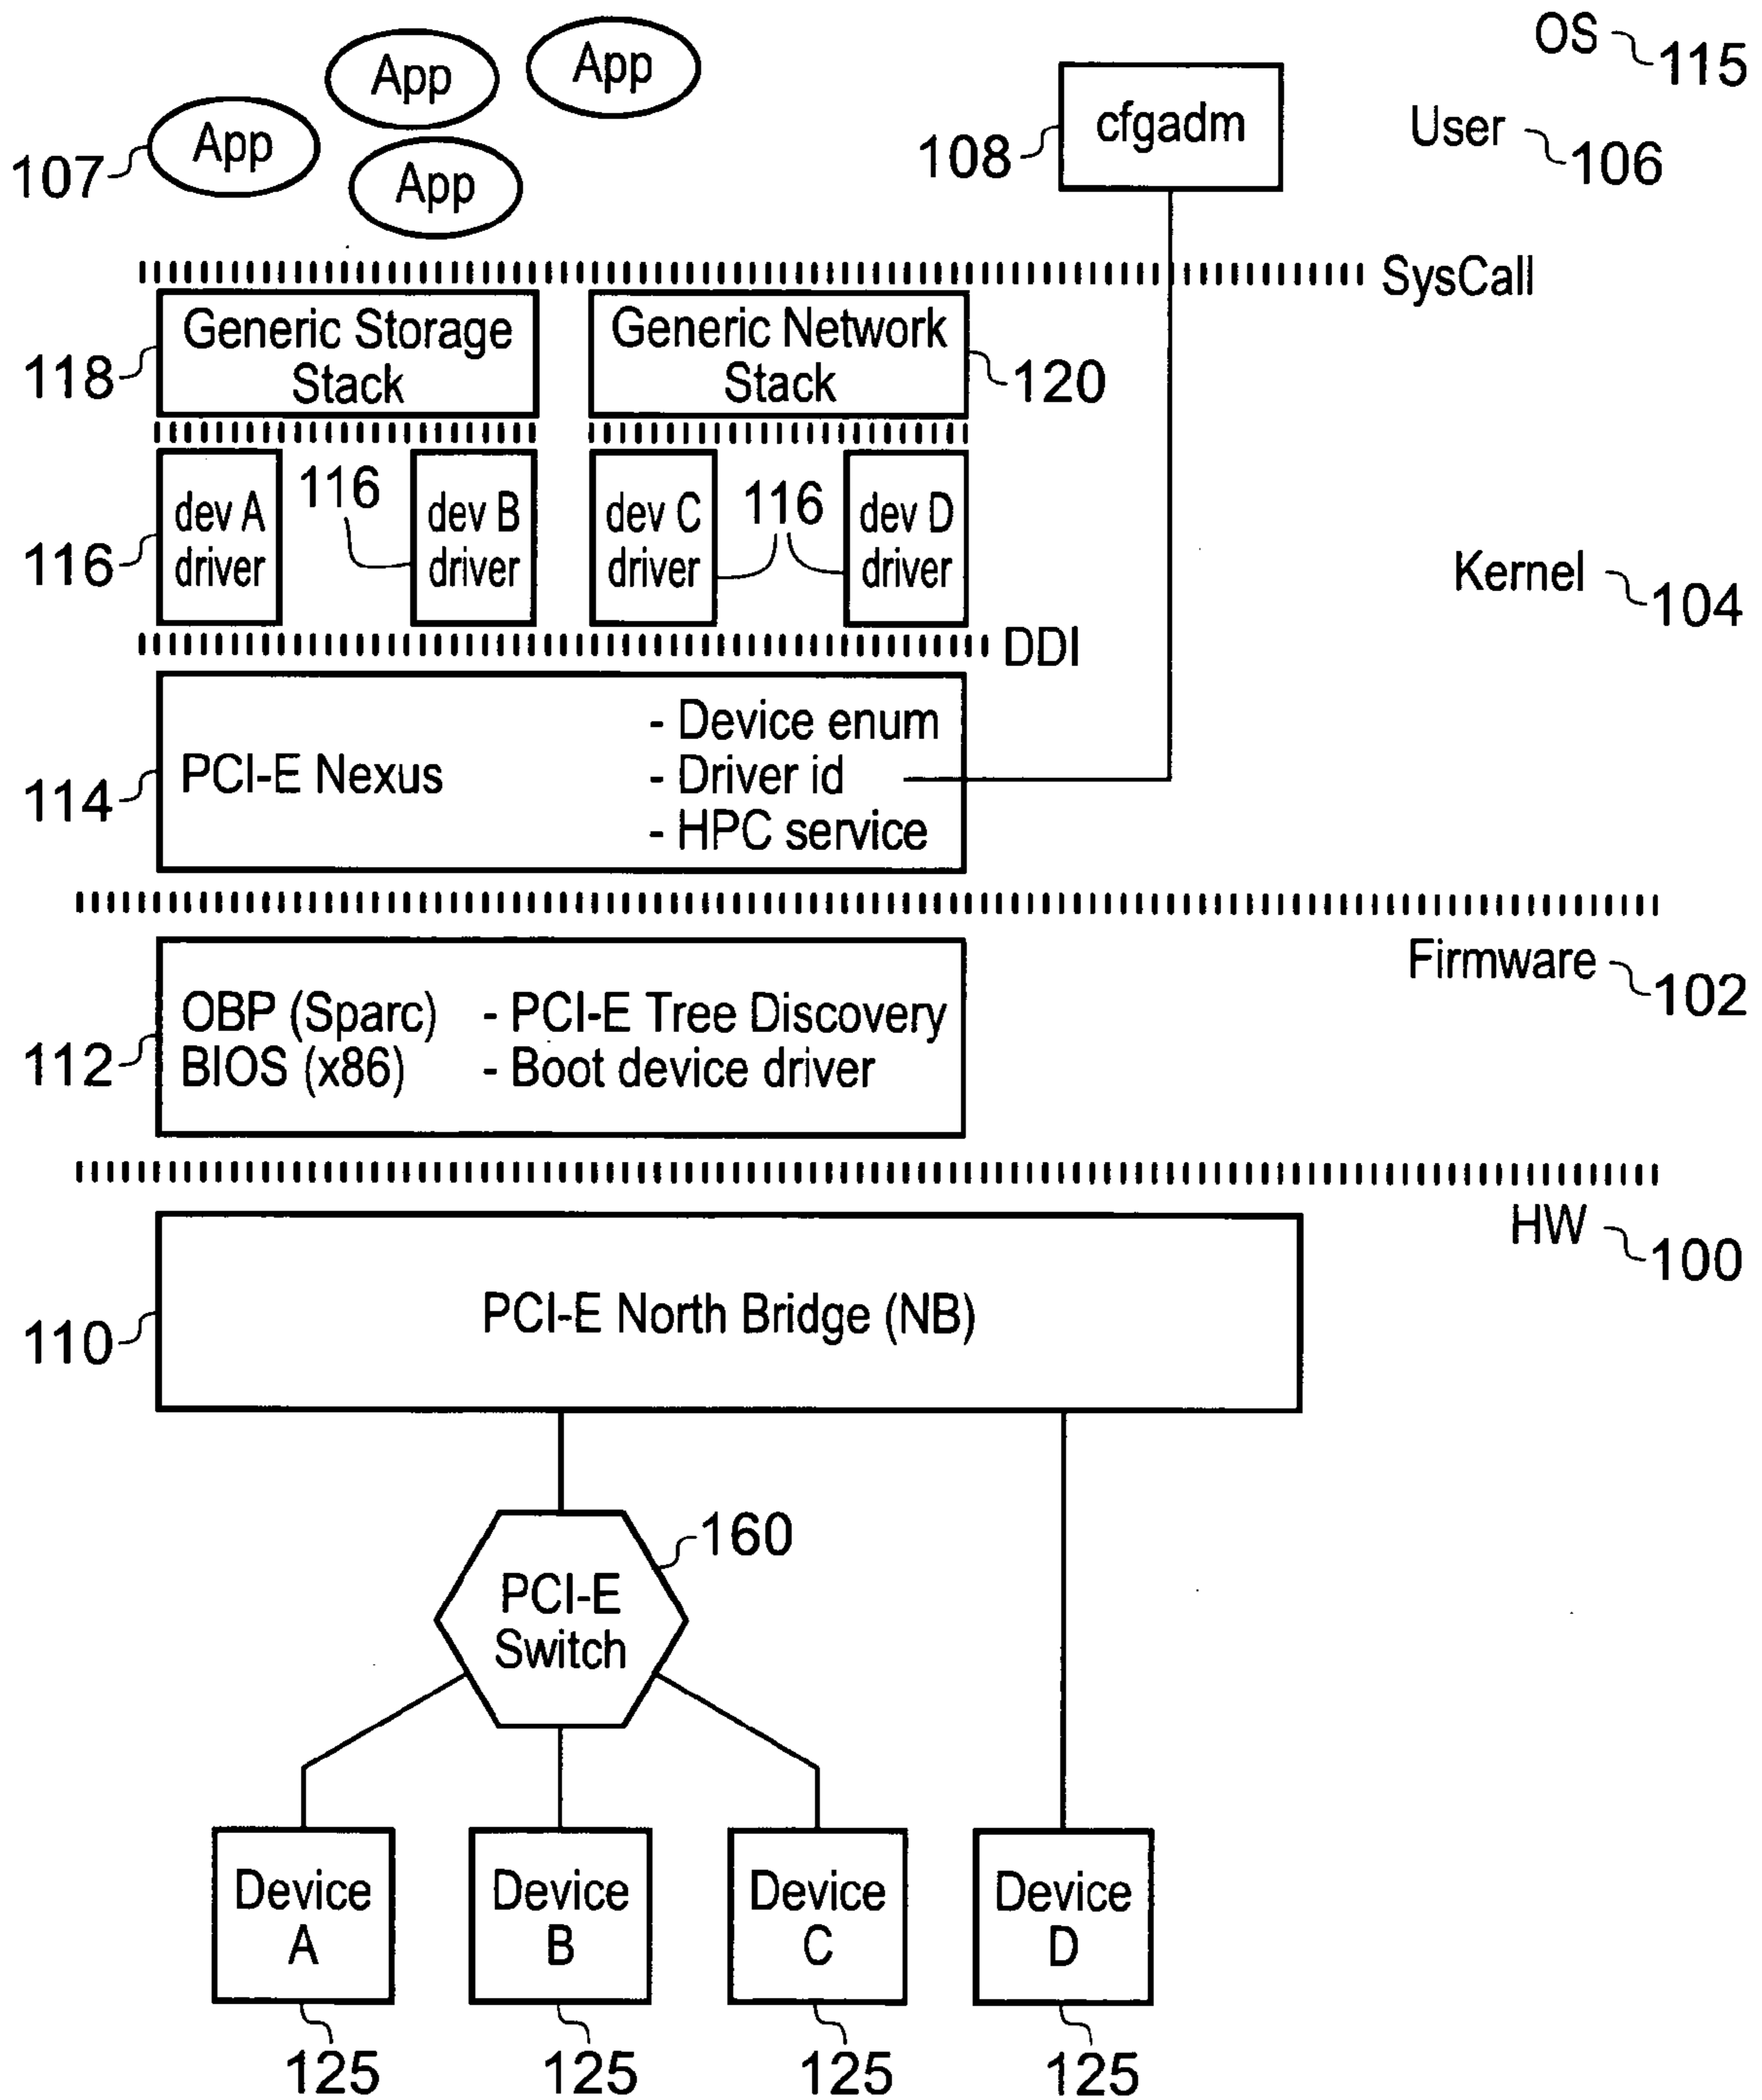 OS 115
App
App
cfgadm
App
User 106
108
107
App
SysCall
Generic Storage
Stack
118
Generic Network
Stack
120
dev A
driver
116
dev B
driver
dev C
driver
116
dev D
driver
116
Kernel 104
DDI
PCI-E Nexus
- Device enum
- Driver id
- HPC service
114
Firmware 102
OBP (Sparc) - PCI-E Tree Discovery
BIOS (x86) - Boot device driver
112
HW 100
PCI-E North Bridge (NB)
110
160
PCI-E
Switch
Device
A
Device
B
Device
C
Device
D
125 125 125 125